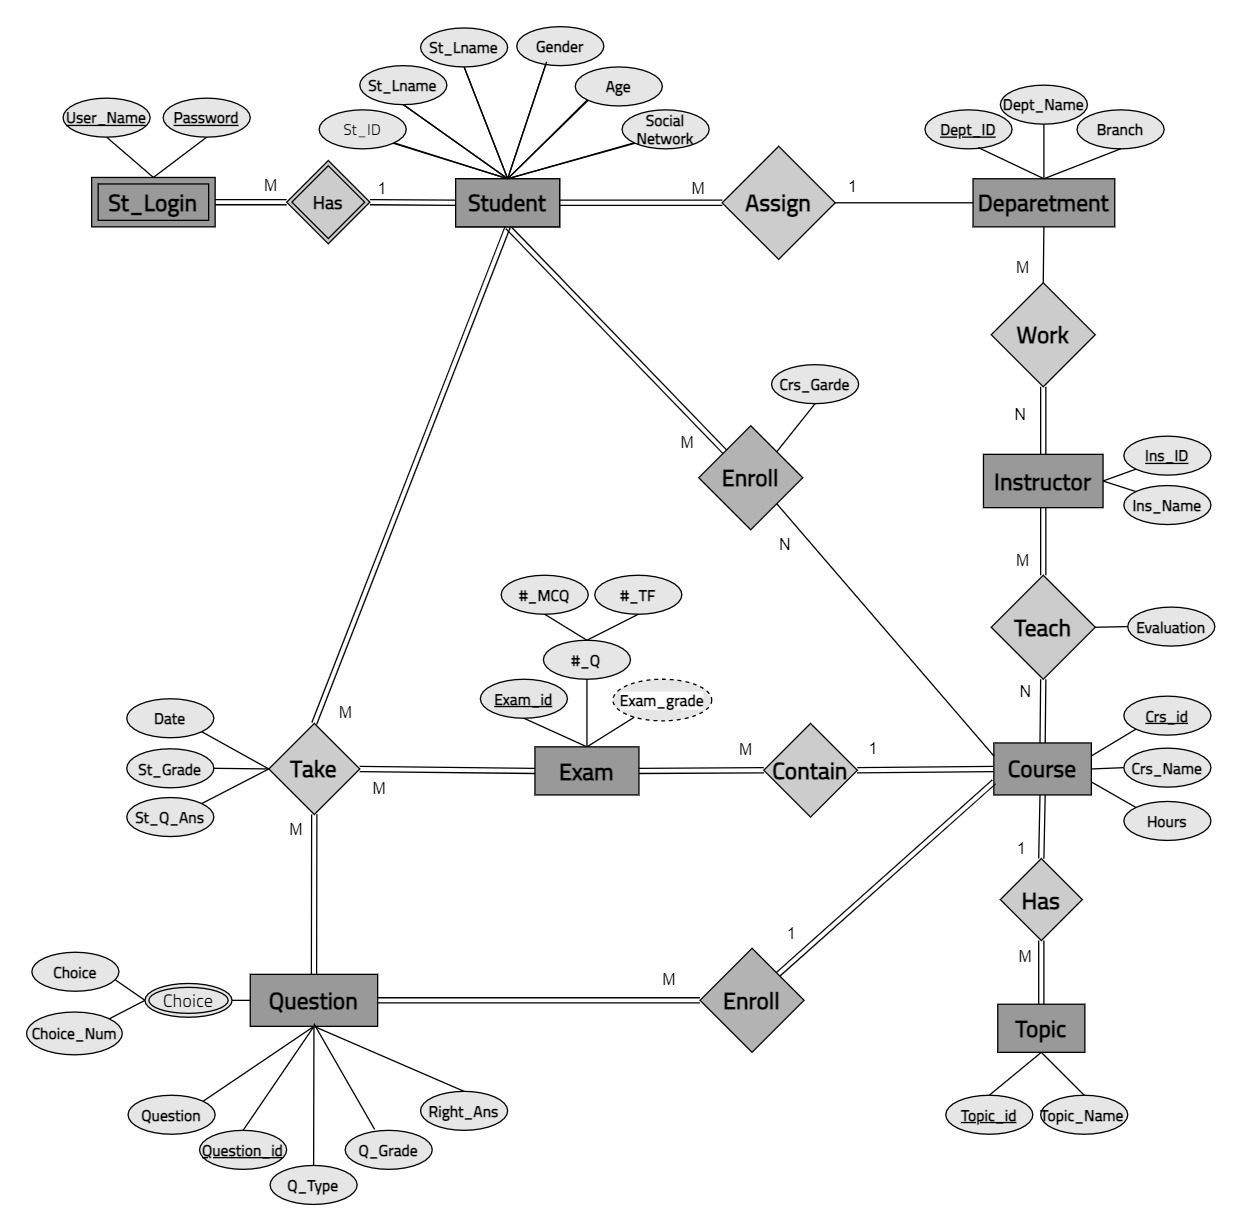 St_Lname
Gender
St_Lname
Age
User_Name
Password
St_ID
Social
Network
Dept_Name
Dept_ID
Branch
M
1
M
1
St_Login
Has
Student
Assign
Deparetment
M
Work
Crs_Garde
N
M
Ins_ID
Enroll
Instructor
Ins_Name
N
M
#_MCQ
#_TF
Teach
Evaluation
#_Q
N
Exam_id
Exam_grade
Date
M
Crs_id
M
1
St_Grade
Take
Exam
Contain
Course
Crs_Name
M
St_Q_Ans
M
Hours
1
Has
1
M
Choice
M
Choice
Question
Enroll
Choice_Num
Topic
Question
Right_Ans
Topic_id
Topic_Name
Question_id
Q_Grade
Q_Type